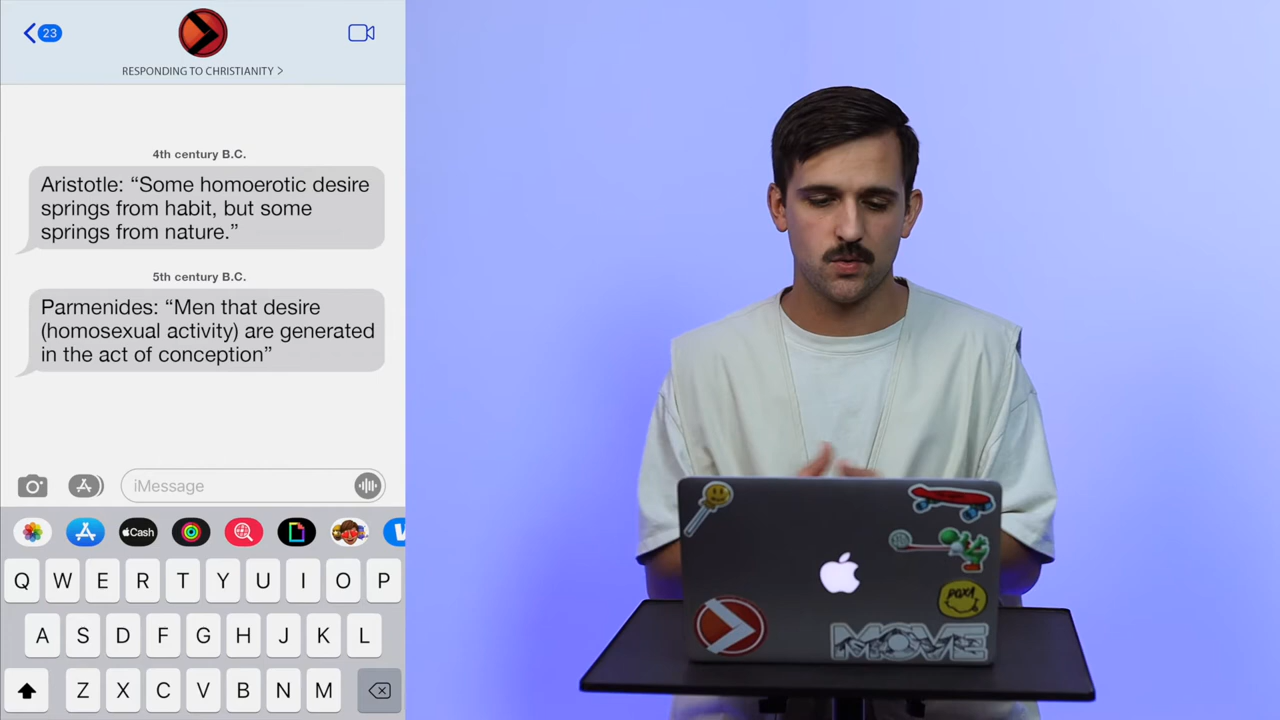 23
RESPONDING TO CHRISTIANITY >
4th century B.C.
Aristotle: “Some homoerotic desire
springs from habit, but some
springs from nature.”
5th century B.C.
Parmenides: “Men that desire
(homosexual activity) are generated
in the act of conception”
iMessage
Cash
Q W E R T Y U I O P
A S D F G H J K L
Z X C V B N M
MOVE